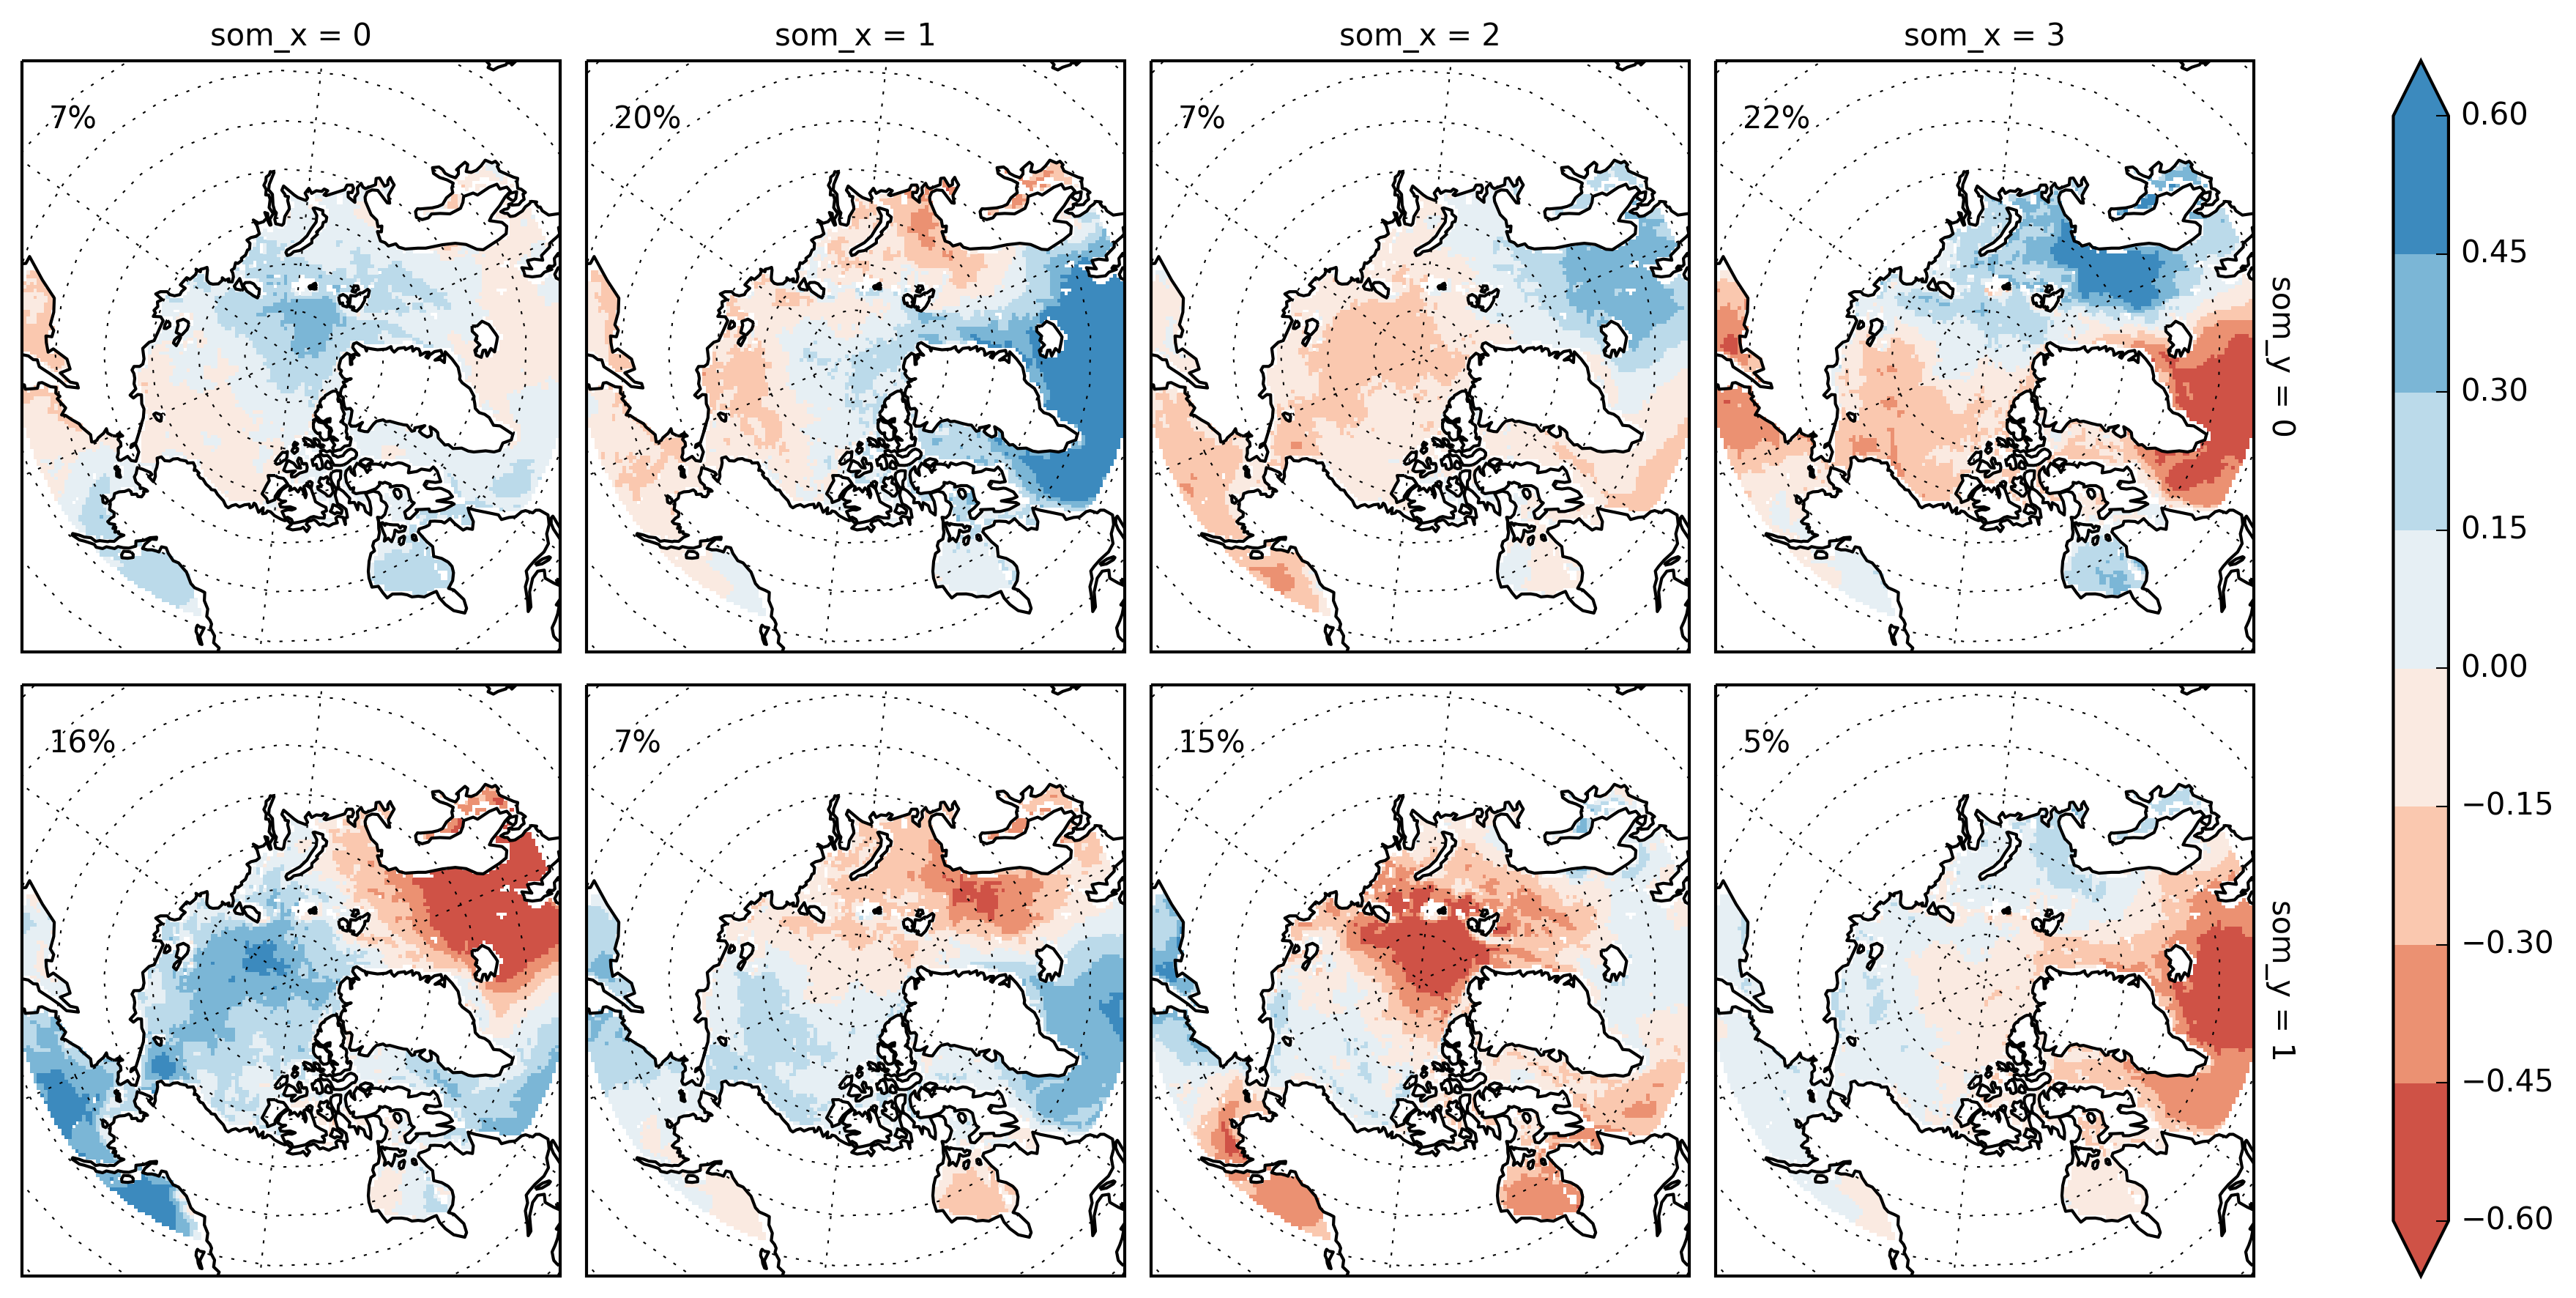 som_x = 0
som_x = 1
som_x = 2
som_x = 3
7%
20%
7%
22%
som_y = 0
16%
7%
15%
5%
som_y = 1
0.60
0.45
0.30
0.15
0.00
−0.15
−0.30
−0.45
−0.60